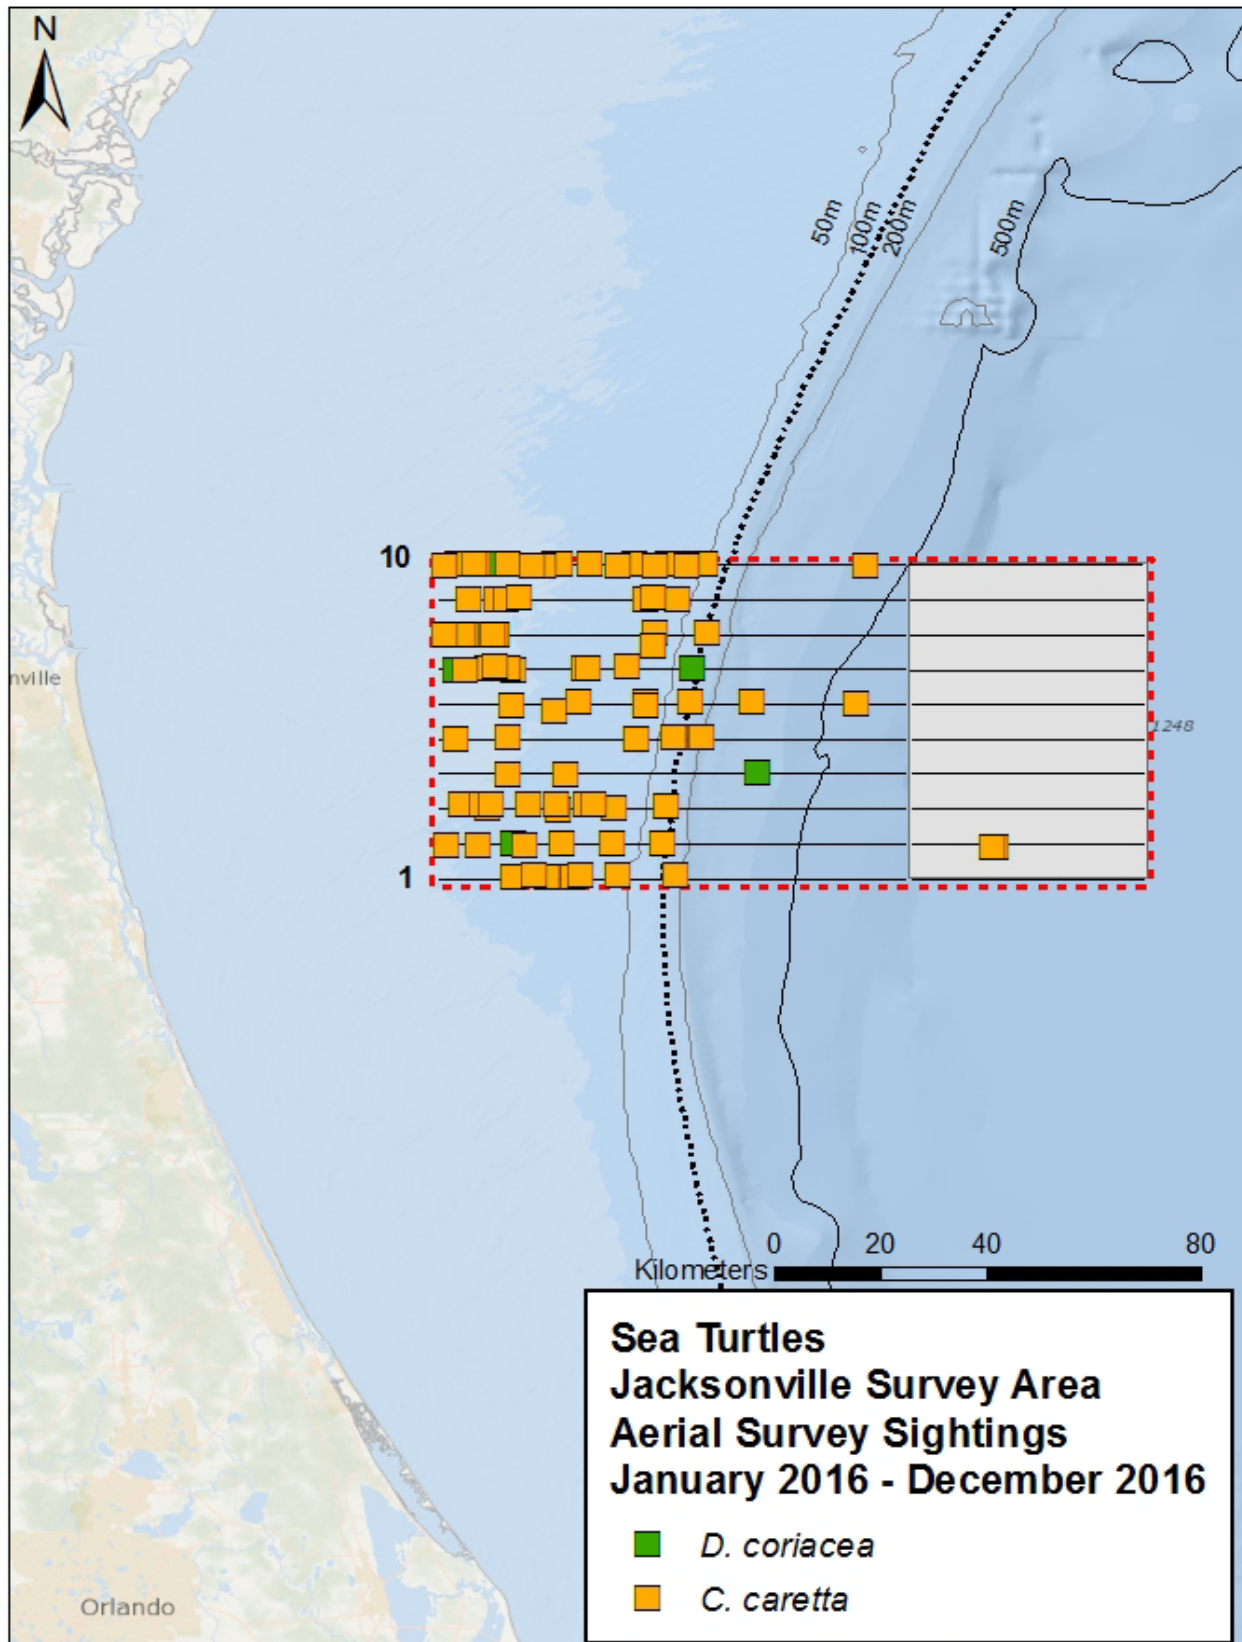 N
50m
100m
200m
500m
10
nville
1248
1
0 20 40 80
Kilometers
Sea Turtles
Jacksonville Survey Area
Aerial Survey Sightings
January 2016 - December 2016
D. coriacea
C. caretta
Orlando